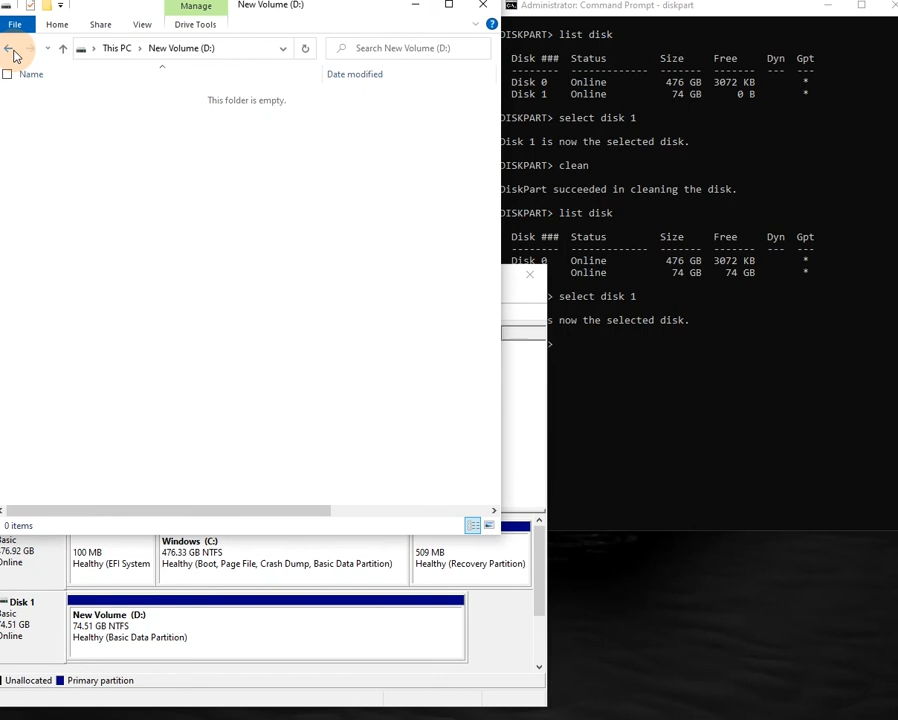 Manage
New Volume (D:)
File
Home
Share
View
Drive Tools
This PC
New Volume (D:)
Search New Volume (D:)
Name
Date modified
This folder is empty.
0 items
Administrator: Command Prompt - diskpart
DISKPART> list disk
Disk ### Status Size Free Dyn Gpt
-------- ------------- ------- ------- --- ---
Disk 0 Online 476 GB 3072 KB *
Disk 1 Online 74 GB 0 B *
DISKPART> select disk 1
Disk 1 is now the selected disk.
DISKPART> clean
DiskPart succeeded in cleaning the disk.
DISKPART> list disk
Disk ### Status Size Free Dyn Gpt
-------- ------------- ------- ------- --- ---
Disk 0 Online 476 GB 3072 KB *
Online 74 GB 74 GB *
> select disk 1
s now the selected disk.
>
Basic
476.92 GB
Online
100 MB
Healthy (EFI System
Windows (C:)
476.33 GB NTFS
Healthy (Boot, Page File, Crash Dump, Basic Data Partition)
509 MB
Healthy (Recovery Partition)
Disk 1
Basic
74.51 GB
Online
New Volume (D:)
74.51 GB NTFS
Healthy (Basic Data Partition)
Unallocated
Primary partition